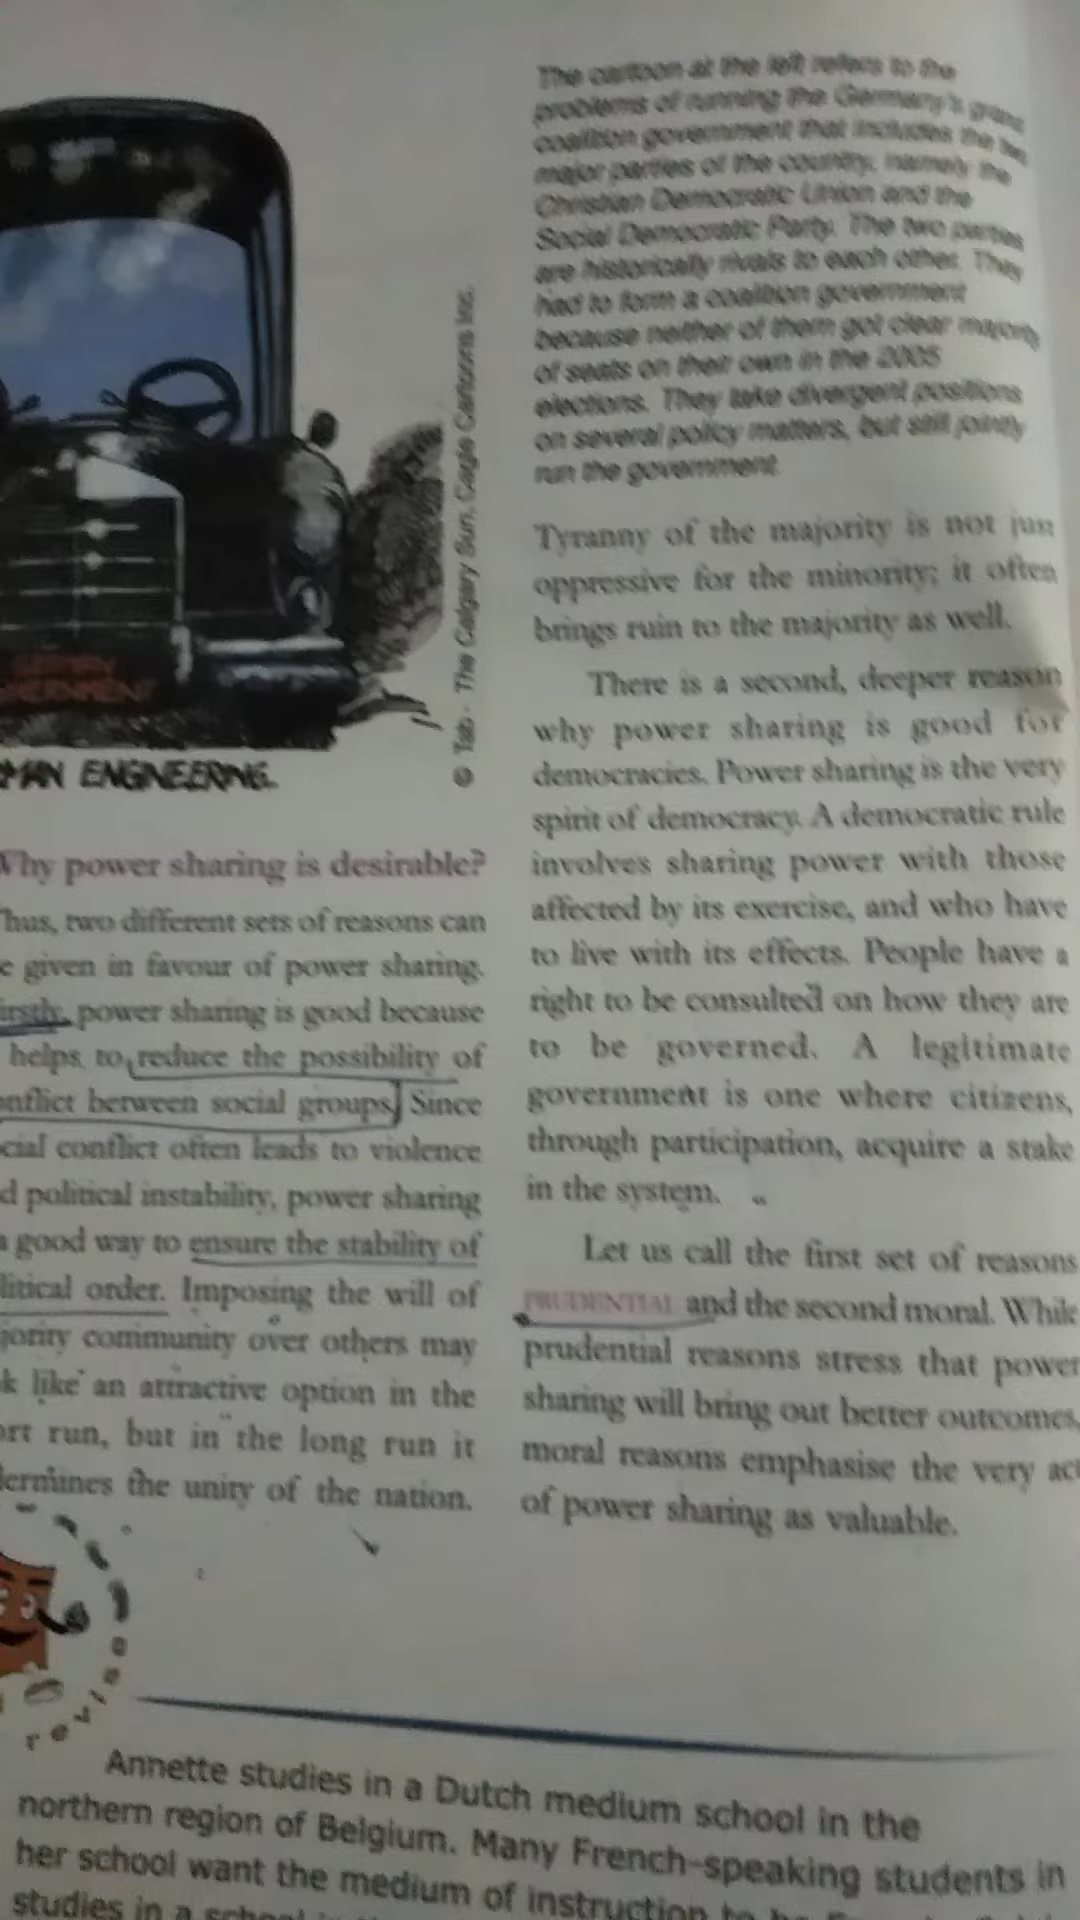 The cartoon at the left refers to the
problems of running the Germany's grand
coalition government that includes the two
major parties of the country, namely the
Christian Democratic Union and the
Social Democratic Party. The two parties
are historically rivals to each other. They
had to form a coalition government
because neither of them got clear majority
of seats on their own in the 2005
elections. They take divergent positions
on several policy matters, but still jointly
run the government.
© Tab - The Calgary Sun, Cagle Cartoons Inc.
MAN ENGINEERING.
Why power sharing is desirable?
Thus, two different sets of reasons can
e given in favour of power sharing.
irstly, power sharing is good because
helps to reduce the possibility of
onflict between social groups. Since
cial conflict often leads to violence
d political instability, power sharing
a good way to ensure the stability of
litical order. Imposing the will of
jority community over others may
k like an attractive option in the
ort run, but in the long run it
dermines the unity of the nation.
Tyranny of the majority is not just
oppressive for the minority; it often
brings ruin to the majority as well.
There is a second, deeper reason
why power sharing is good for
democracies. Power sharing is the very
spirit of democracy. A democratic rule
involves sharing power with those
affected by its exercise, and who have
to live with its effects. People have a
right to be consulted on how they are
to be governed. A legitimate
government is one where citizens,
through participation, acquire a stake
in the system.
Let us call the first set of reasons
PRUDENTIAL and the second moral. While
prudential reasons stress that power
sharing will bring out better outcomes,
moral reasons emphasise the very act
of power sharing as valuable.
revise
Annette studies in a Dutch medium school in the
northern region of Belgium. Many French-speaking students in
her school want the medium of instruction to be
studies in a school